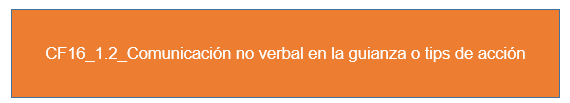 CF16_1.2_Comunicación no verbal en la guianza o tips de acción